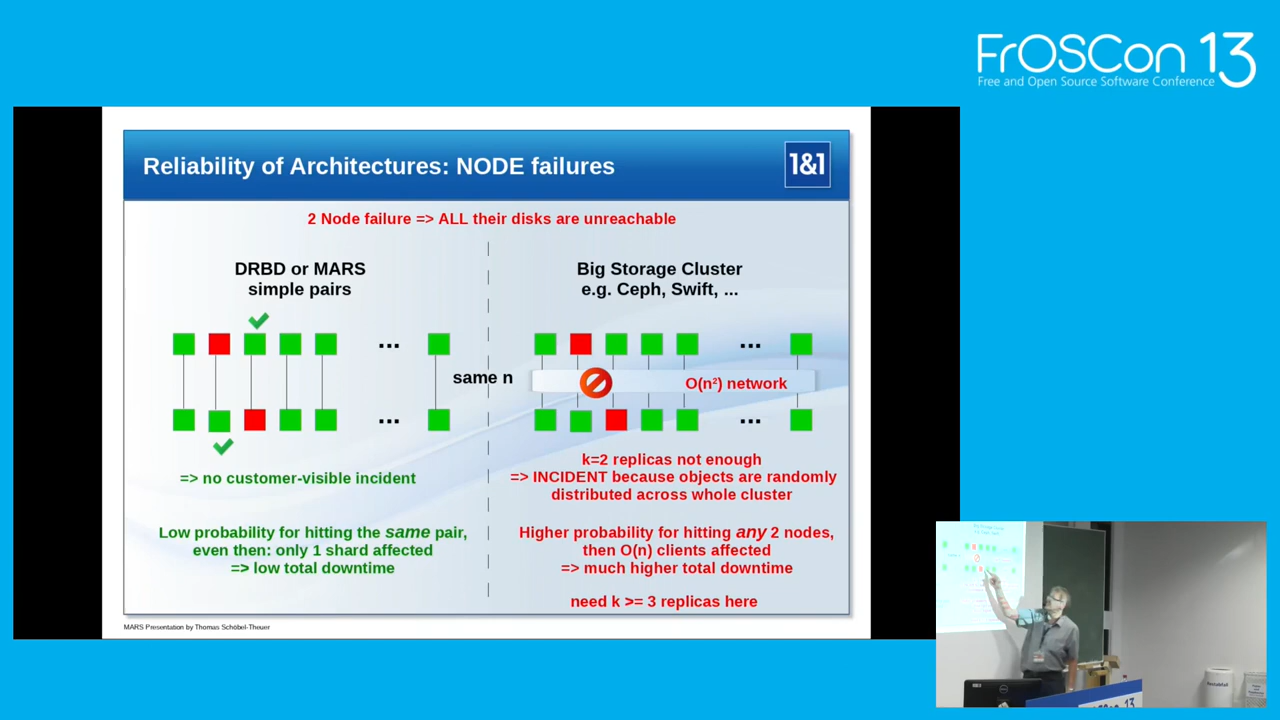 FrOSCon 13
Free and Open Source Software Conference
Reliability of Architectures: NODE failures
1&1
2 Node failure => ALL their disks are unreachable
DRBD or MARS
simple pairs
Big Storage Cluster
e.g. Ceph, Swift, ...
...
...
same n
O(n²) network
...
...
=> no customer-visible incident
k=2 replicas not enough
=> INCIDENT because objects are randomly
distributed across whole cluster
Low probability for hitting the same pair,
even then: only 1 shard affected
=> low total downtime
Higher probability for hitting any 2 nodes,
then O(n) clients affected
=> much higher total downtime
need k >= 3 replicas here
MARS Presentation by Thomas Schöbel-Theuer